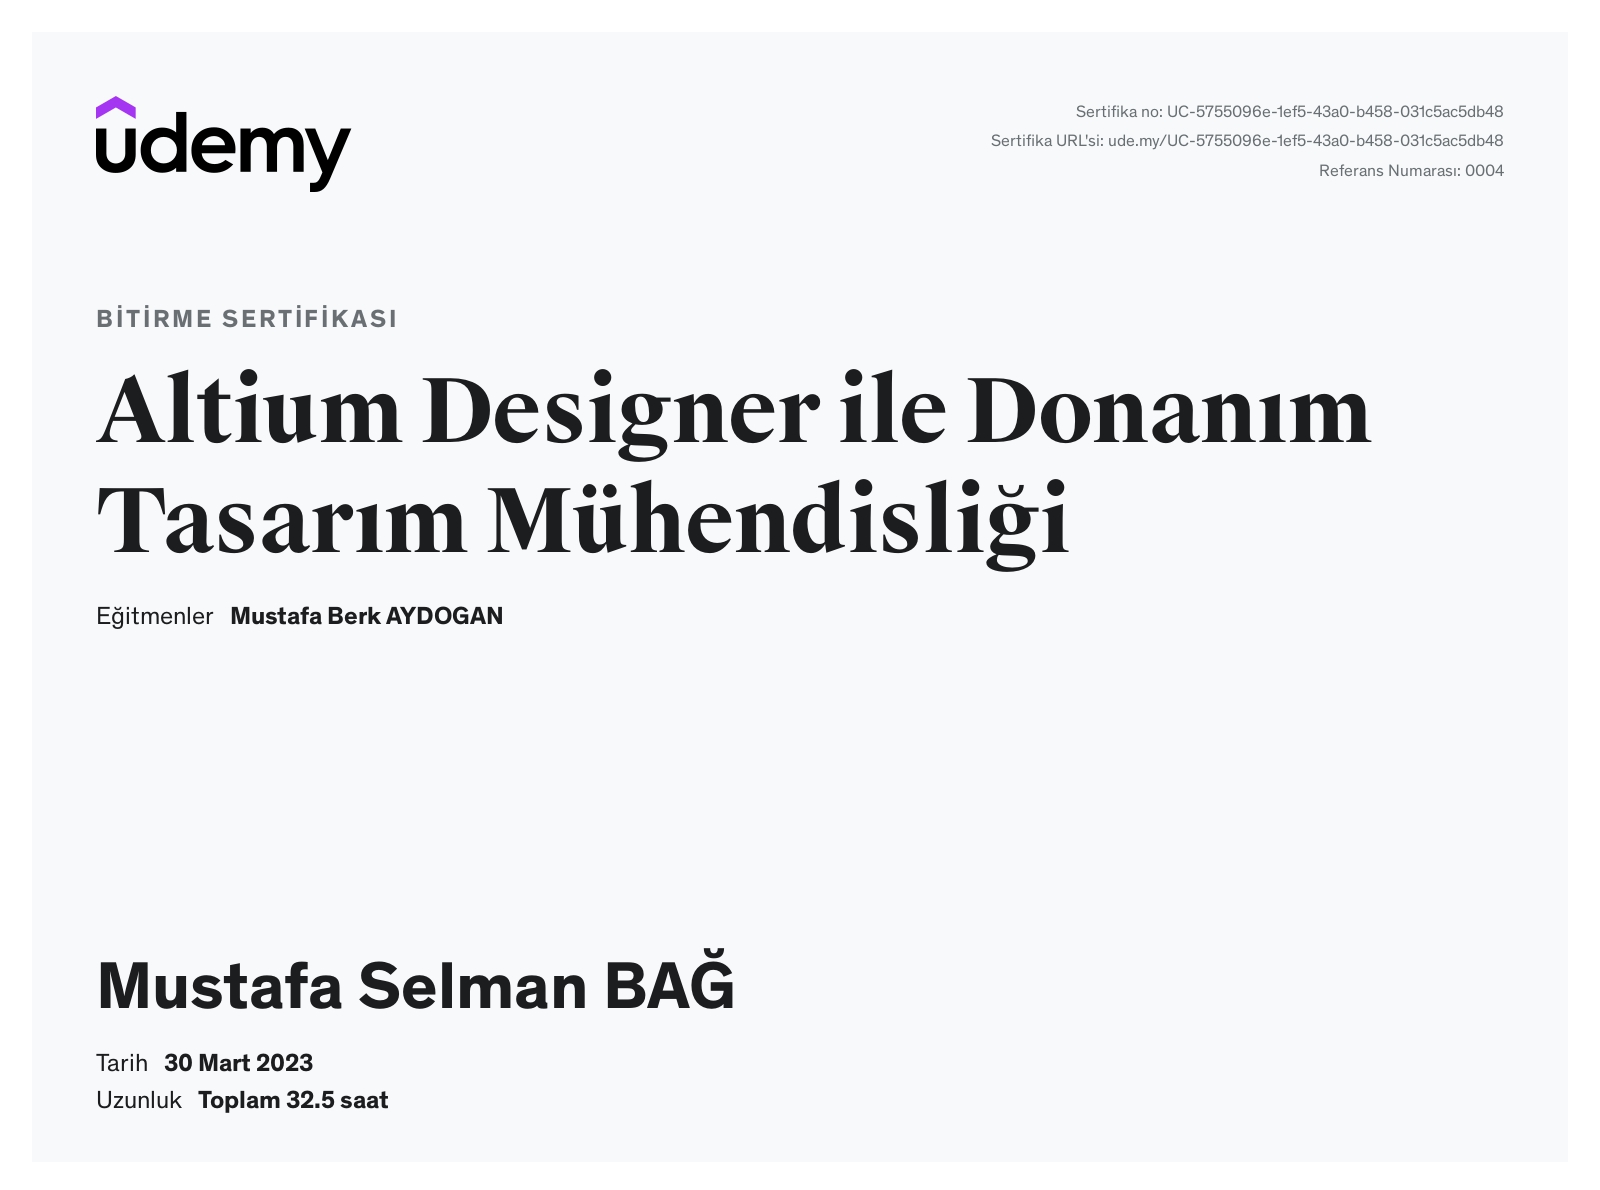 udemy
Sertifika no: UC-5755096e-1ef5-43a0-b458-031c5ac5db48
Sertifika URL'si: ude.my/UC-5755096e-1ef5-43a0-b458-031c5ac5db48
Referans Numarası: 0004
BİTİRME SERTİFİKASI
Altium Designer ile Donanım
Tasarım Mühendisliği
Eğitmenler Mustafa Berk AYDOGAN
Mustafa Selman BAĞ
Tarih 30 Mart 2023
Uzunluk Toplam 32.5 saat